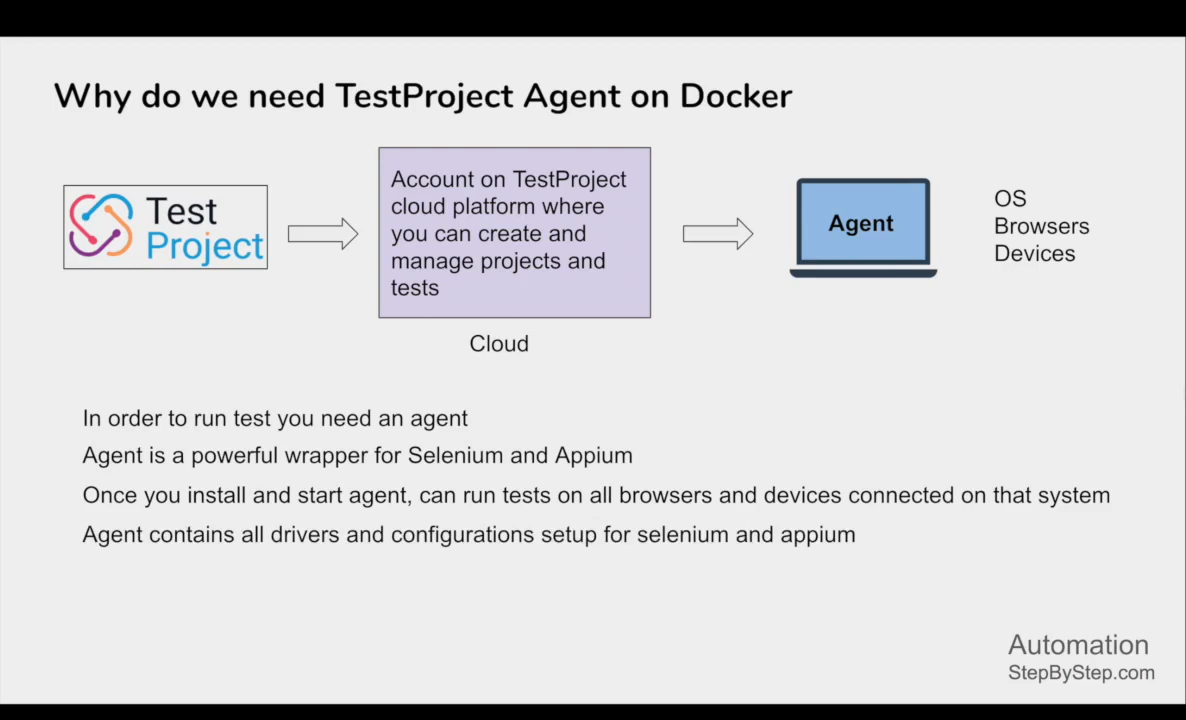 Why do we need TestProject Agent on Docker
Test
Project
Account on TestProject
cloud platform where
you can create and
manage projects and
tests
Cloud
Agent
OS
Browsers
Devices
In order to run test you need an agent
Agent is a powerful wrapper for Selenium and Appium
Once you install and start agent, can run tests on all browsers and devices connected on that system
Agent contains all drivers and configurations setup for selenium and appium
Automation
StepByStep.com